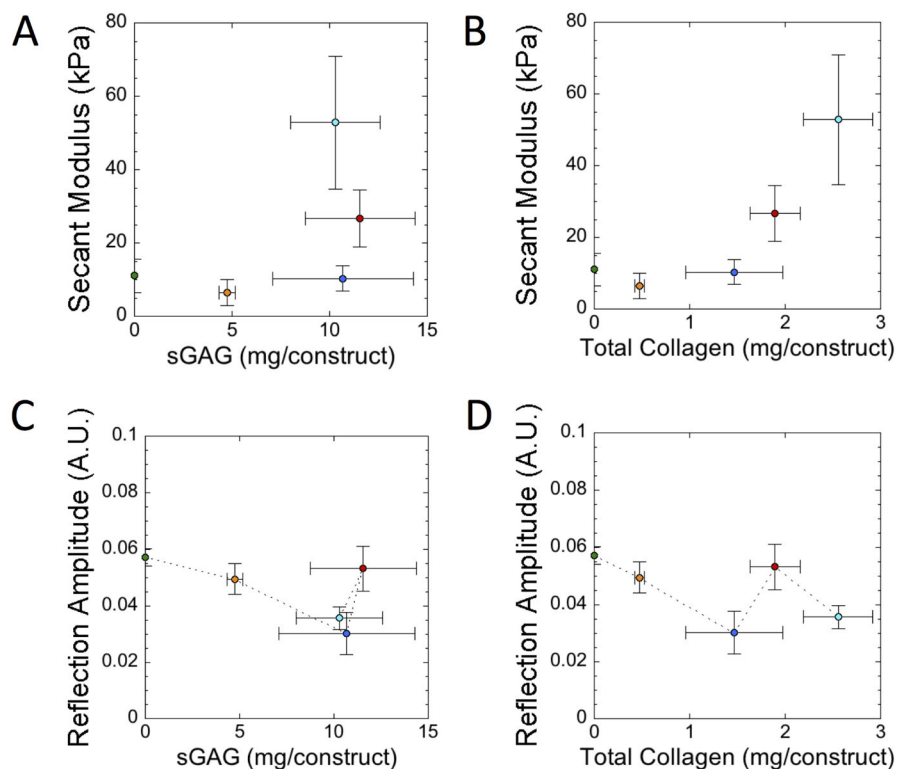 A
Secant Modulus (kPa)
80
60
40
20
0
0 5 10 15
sGAG (mg/construct)
B
Secant Modulus (kPa)
80
60
40
20
0
0 1 2 3
Total Collagen (mg/construct)
C
Reflection Amplitude (A.U.)
0.1
0.08
0.06
0.04
0.02
0
0 5 10 15
sGAG (mg/construct)
D
Reflection Amplitude (A.U.)
0.1
0.08
0.06
0.04
0.02
0
0 1 2 3
Total Collagen (mg/construct)